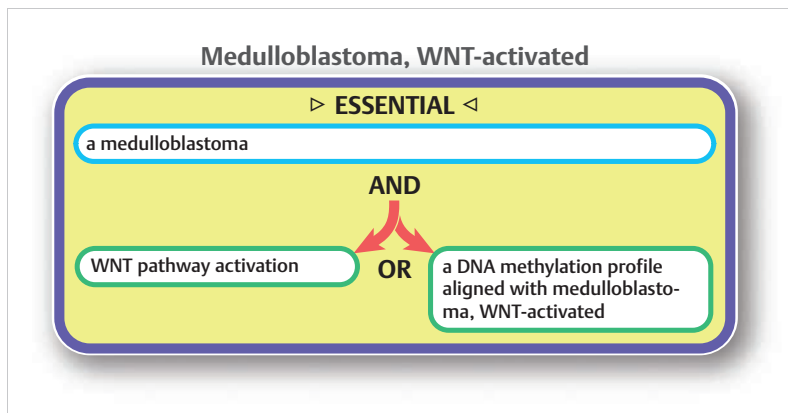 Medulloblastoma, WNT-activated
▷ ESSENTIAL ◁
a medulloblastoma
AND
WNT pathway activation
OR
a DNA methylation profile
aligned with medulloblasto-
ma, WNT-activated